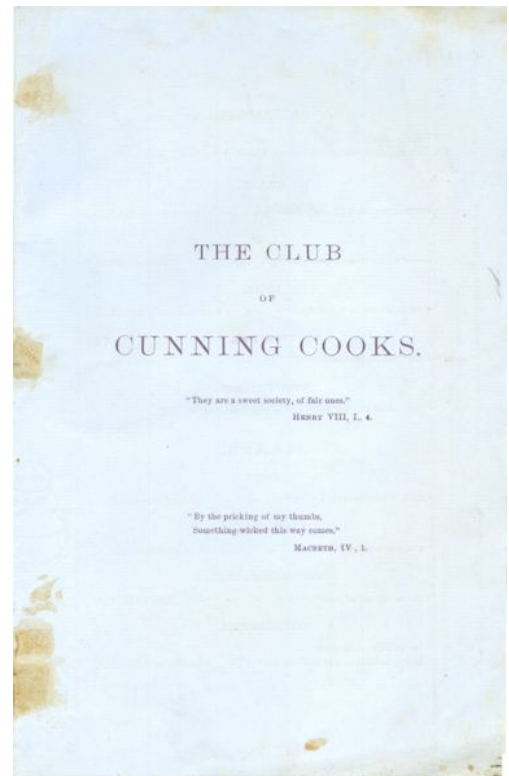 THE CLUB
OF
CUNNING COOKS.
"They are a sweet society, of fair ones."
HENRY VIII, I., 4.
"By the pricking of my thumbs,
Something wicked this way comes."
MACBETH, IV., 1.